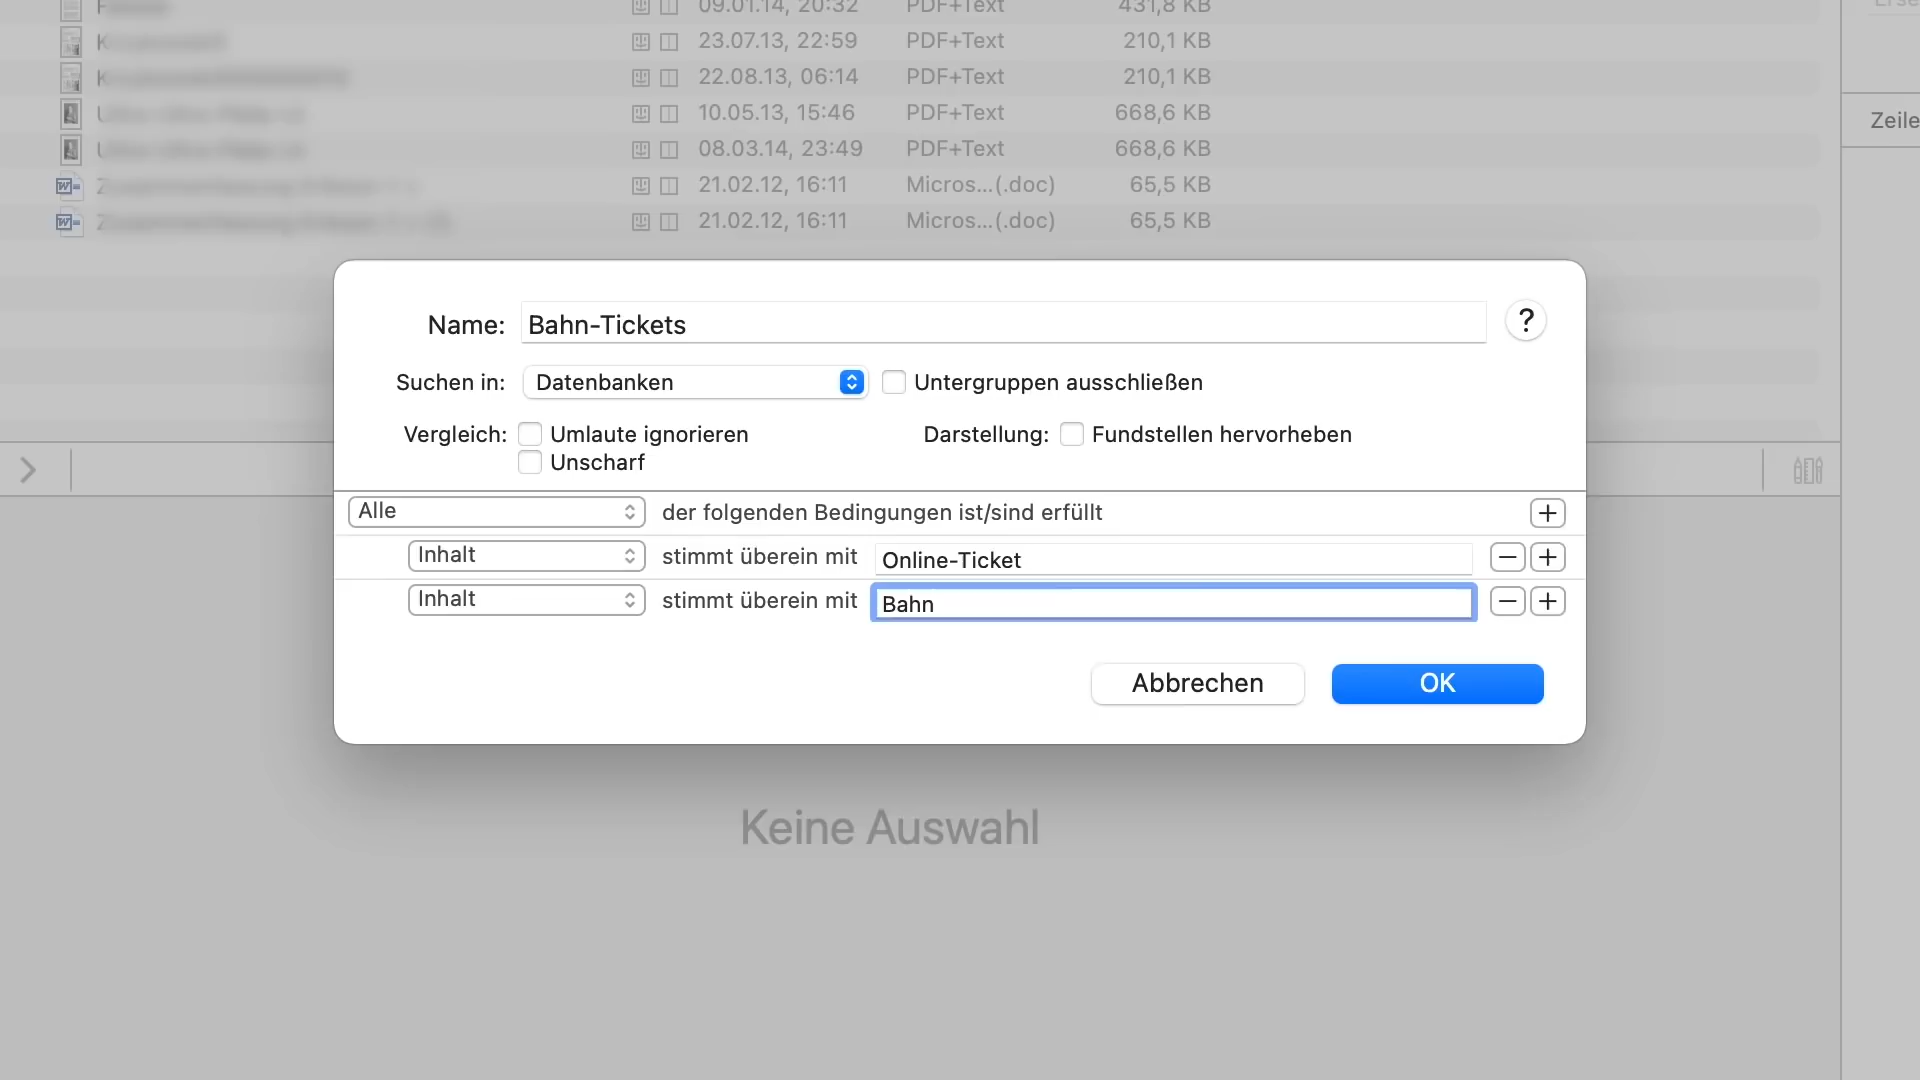 09.01.14, 20:32 PDF+Text 431,8 KB
23.07.13, 22:59 PDF+Text 210,1 KB
22.08.13, 06:14 PDF+Text 210,1 KB
10.05.13, 15:46 PDF+Text 668,6 KB
08.03.14, 23:49 PDF+Text 668,6 KB
21.02.12, 16:11 Micros...(.doc) 65,5 KB
21.02.12, 16:11 Micros...(.doc) 65,5 KB
Zeile
Name: Bahn-Tickets ?
Suchen in: Datenbanken Untergruppen ausschließen
Vergleich: Umlaute ignorieren Darstellung: Fundstellen hervorheben
Unscharf
Alle der folgenden Bedingungen ist/sind erfüllt
Inhalt stimmt überein mit Online-Ticket
Inhalt stimmt überein mit Bahn
Abbrechen OK
Keine Auswahl